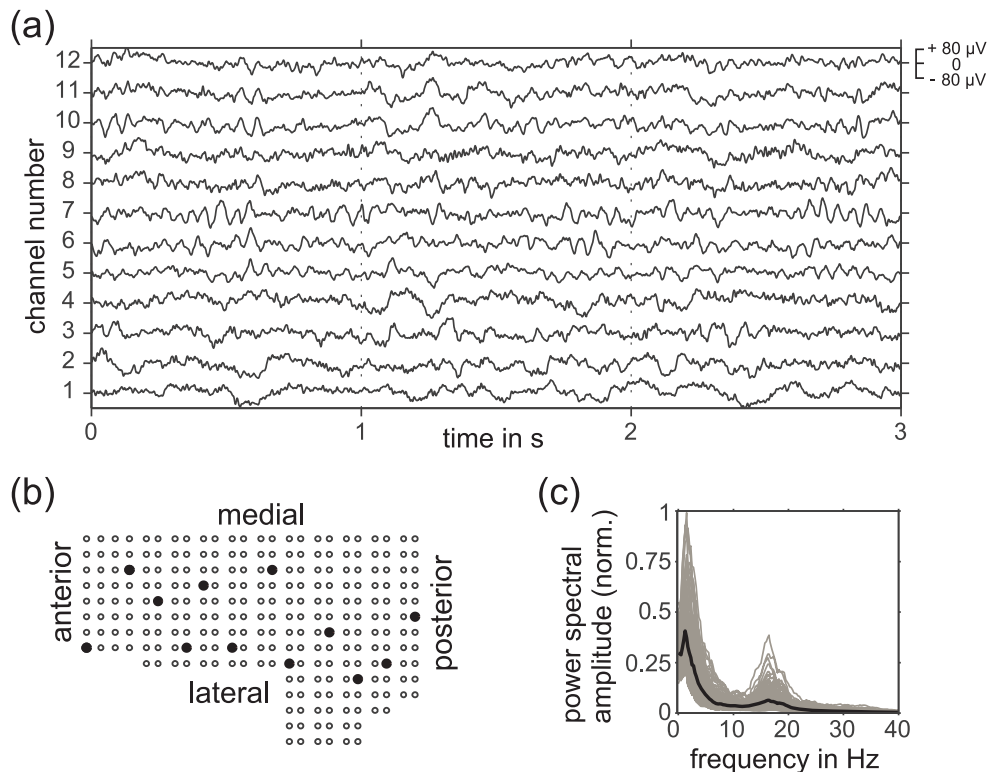 (a)
channel number
12
11
10
9
8
7
6
5
4
3
2
1
+ 80 µV
0
- 80 µV
0
1
2
3
time in s
(b)
medial
anterior
posterior
lateral
(c)
power spectral
amplitude (norm.)
1
0.75
0.5
0.25
0
0
10
20
30
40
frequency in Hz